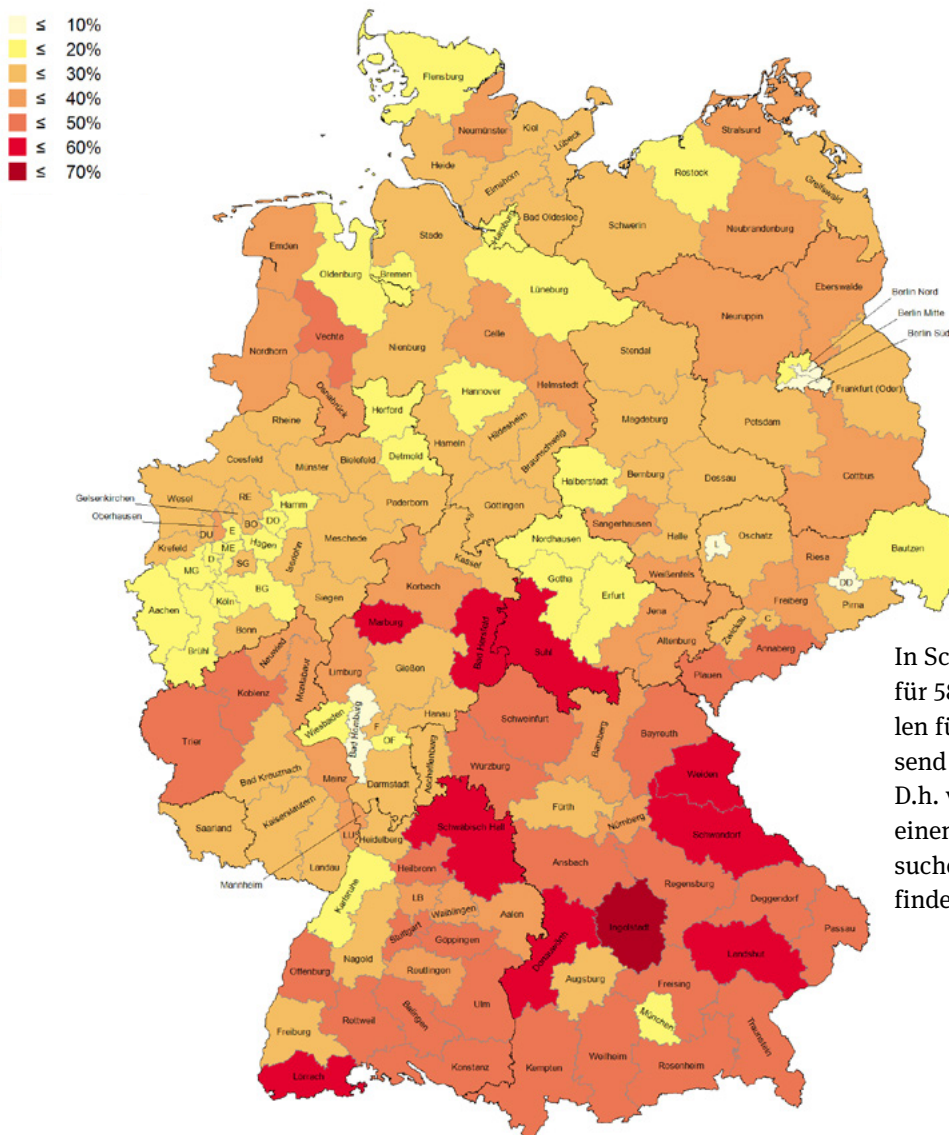 ≤ 10%
≤ 20%
≤ 30%
≤ 40%
≤ 50%
≤ 60%
≤ 70%
Flensburg
Neumünster
Kiel
Lübeck
Heide
Elmshorn
Bad Oldesloe
Hamburg
Stralsund
Rostock
Greifswald
Schwerin
Neubrandenburg
Emden
Oldenburg
Bremen
Stade
Lüneburg
Neuruppin
Eberswalde
Berlin Nord
Berlin Mitte
Berlin Süd
Nordhorn
Vechta
Nienburg
Celle
Stendal
Osnabrück
Hannover
Helmstedt
Frankfurt (Oder)
Rheine
Herford
Hameln
Hildesheim
Braunschweig
Magdeburg
Potsdam
Coesfeld
Münster
Bielefeld
Detmold
Halberstadt
Bernburg
Dessau
Cottbus
Gelsenkirchen
Oberhausen
Wesel
RE
Hamm
Paderborn
Göttingen
Sangerhausen
Halle
L
Oschatz
DU
E
BO
DO
Krefeld
ME
Hagen
Iserlohn
Meschede
Kassel
Nordhausen
Riesa
Bautzen
MG
D
SG
Weißenfels
DD
Aachen
Köln
BG
Siegen
Korbach
Gotha
Erfurt
Jena
Freiberg
Pirna
Brühl
Bonn
Marburg
Bad Hersfeld
Suhl
Altenburg
Zwickau
C
Annaberg
Plauen
Neuwied
Montabaur
Limburg
Gießen
Koblenz
Trier
Wiesbaden
Bad Homburg
F
OF
Hanau
Aschaffenburg
Schweinfurt
Bamberg
Bayreuth
Bad Kreuznach
Mainz
Darmstadt
Würzburg
Weiden
Saarland
Kaiserslautern
LU
Heidelberg
Fürth
Nürnberg
Schwandorf
Landau
Mannheim
Schwäbisch Hall
Heilbronn
Ansbach
Regensburg
Karlsruhe
LB
Waiblingen
Aalen
Deggendorf
Passau
Nagold
Stuttgart
Göppingen
Donauwörth
Ingolstadt
Landshut
Offenburg
Reutlingen
Ulm
Augsburg
Freising
München
Freiburg
Rottweil
Balingen
Traunstein
Lörrach
Konstanz
Kempten
Weilheim
Rosenheim
In Sc
für 58
len fü
send
D.h. v
einer
suche
finde